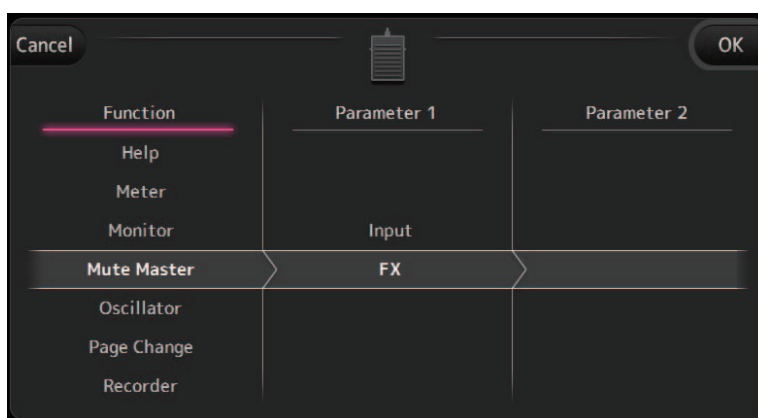 Cancel
OK
Function Parameter 1 Parameter 2
Help
Meter
Monitor Input
Mute Master FX
Oscillator
Page Change
Recorder